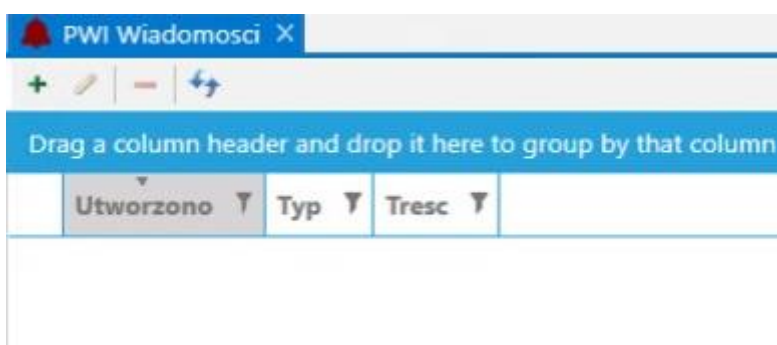 PWI Wiadomosci
Drag a column header and drop it here to group by that column
Utworzono Typ Tresc